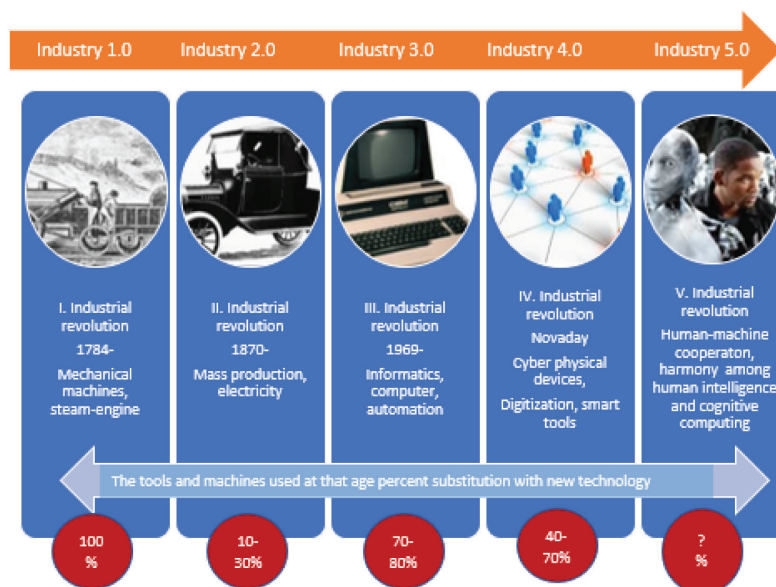 Industry 1.0
Industry 2.0
Industry 3.0
Industry 4.0
Industry 5.0
I. Industrial
revolution
1784-
Mechanical
machines,
steam-engine
II. Industrial
revolution
1870-
Mass production,
electricity
III. Industrial
revolution
1969-
Informatics,
computer,
automation
IV. Industrial
revolution
Novaday
Cyber physical
devices,
Digitization, smart
tools
V. Industrial
revolution
Human-machine
cooperaton,
harmony among
human intelligence
and cognitive
computing
The tools and machines used at that age percent substitution with new technology
100
%
10-
30%
70-
80%
40-
70%
?
%